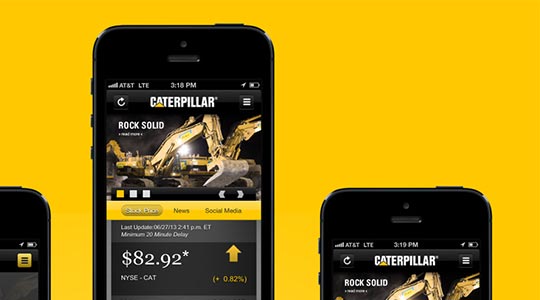 AT&T LTE 3:18 PM
CATERPILLAR®
ROCK SOLID
« read more »
Stock Price News Social Media
Last Update:06/27/13 2:41 p.m. ET
Minimum 20 Minute Delay
$82.92*
NYSE - CAT (+ 0.82%)
AT&T LTE 3:19 PM
CATERPILLAR®
ROCK SOLID
« read more »